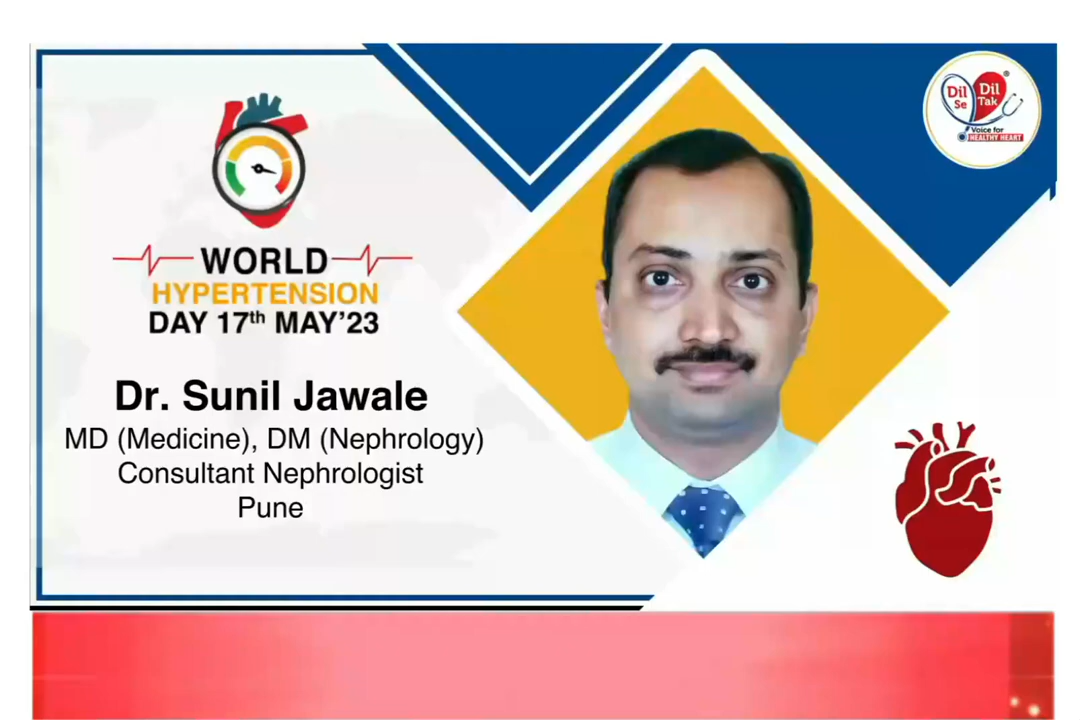 Dil
Se
Dil
Tak
®
Voice for
HEALTHY HEART
WORLD
HYPERTENSION
DAY 17th MAY’23
Dr. Sunil Jawale
MD (Medicine), DM (Nephrology)
Consultant Nephrologist
Pune